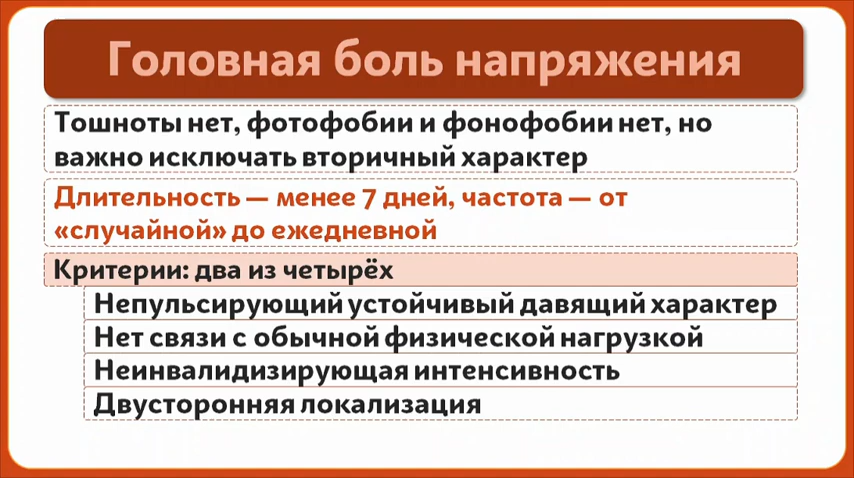 Головная боль напряжения
Тошноты нет, фотофобии и фонофобии нет, но
важно исключать вторичный характер
Длительность — менее 7 дней, частота — от
«случайной» до ежедневной
Критерии: два из четырёх
Непульсирующий устойчивый давящий характер
Нет связи с обычной физической нагрузкой
Неинвалидизирующая интенсивность
Двусторонняя локализация